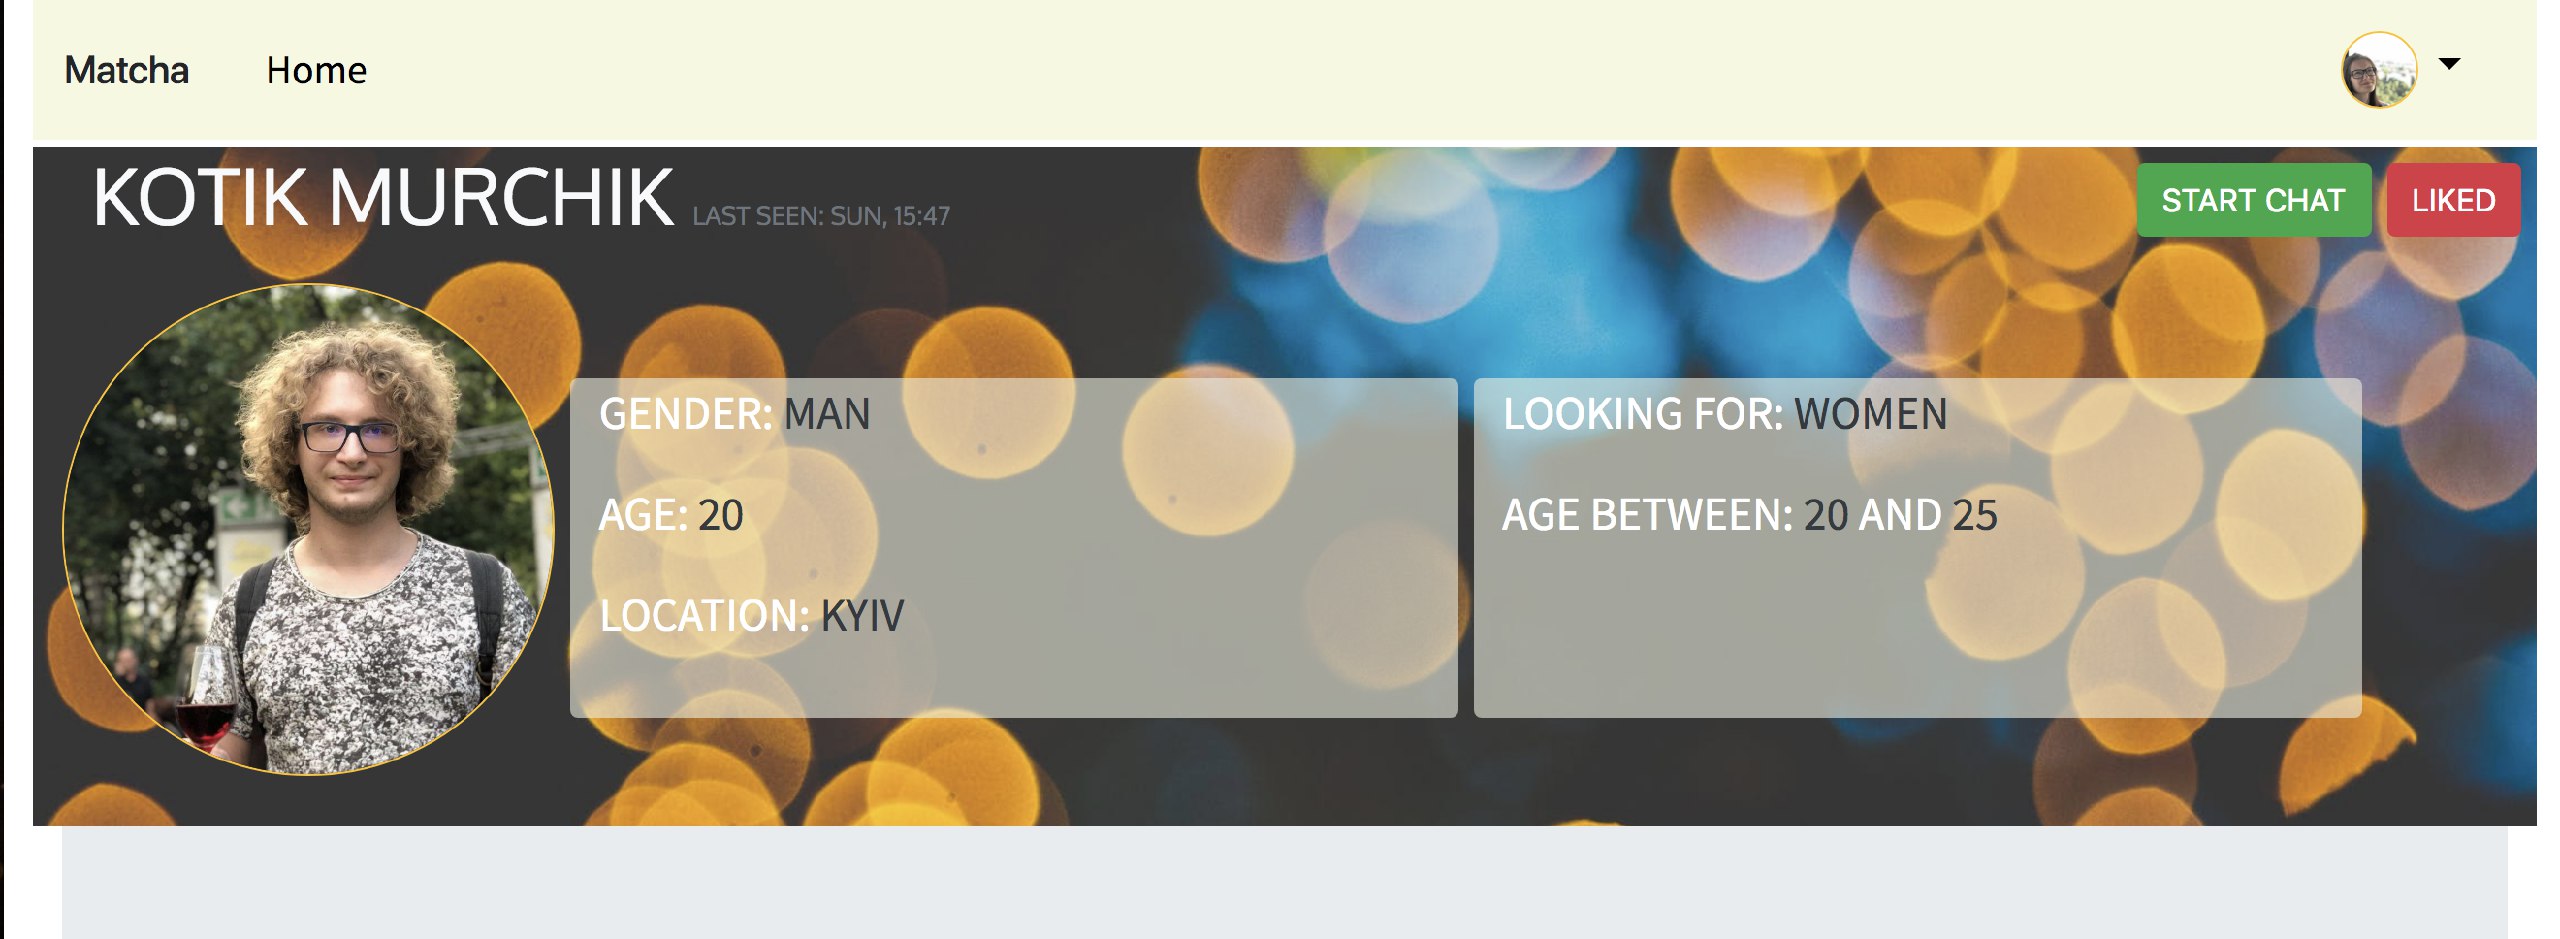 Matcha Home
KOTIK MURCHIK LAST SEEN: SUN, 15:47
START CHAT LIKED
GENDER: MAN
AGE: 20
LOCATION: KYIV
LOOKING FOR: WOMEN
AGE BETWEEN: 20 AND 25